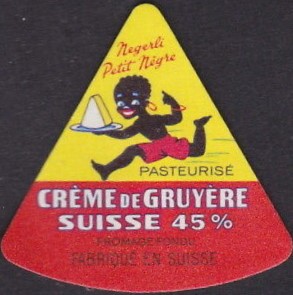 Negerli
Petit Nègre
PASTEURISÉ
CRÈME DE GRUYÈRE
SUISSE 45%
FROMAGE FONDU
FABRIQUÉ EN SUISSE